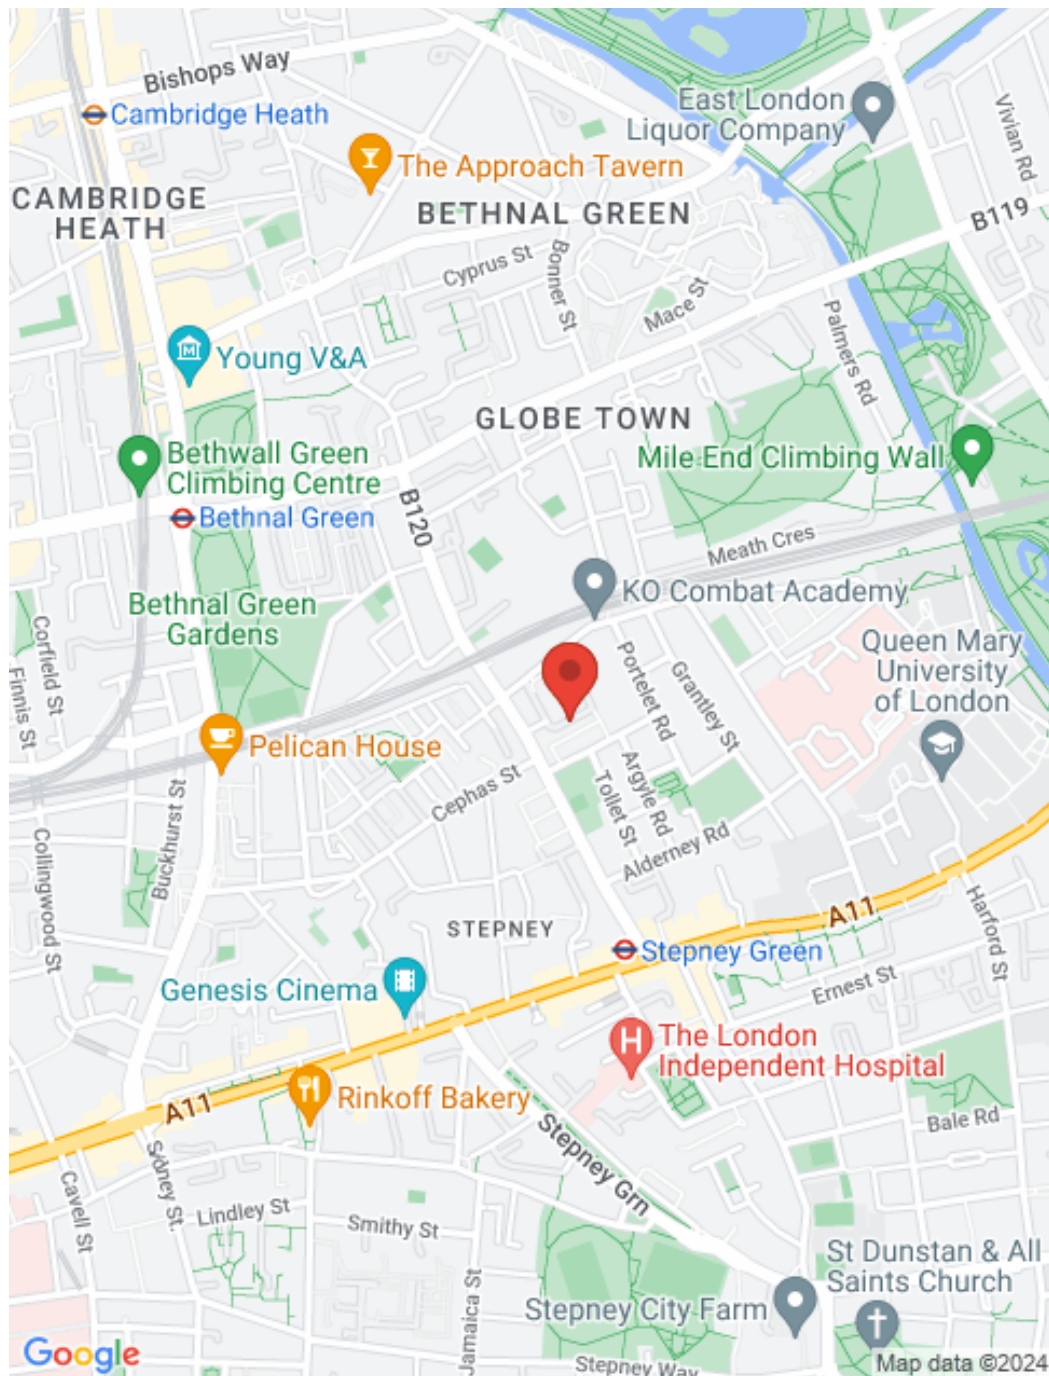 Bishops Way
Cambridge Heath
East London
Liquor Company
Vivian Rd
The Approach Tavern
CAMBRIDGE
HEATH
BETHNAL GREEN
B119
Cyprus St
Bonner St
Mace St
Palmers Rd
Young V&A
GLOBE TOWN
Bethwall Green
Climbing Centre
Mile End Climbing Wall
B120
Bethnal Green
Meath Cres
KO Combat Academy
Bethnal Green
Gardens
Corfield St
Finnis St
Queen Mary
University
of London
Portelet Rd
Grantley St
Pelican House
Cephas St
Buckhurst St
Argyle Rd
Tollet St
Collingwood St
Alderney Rd
A11
Harford St
STEPNEY
Stepney Green
Genesis Cinema
Ernest St
The London
Independent Hospital
Rinkoff Bakery
A11
Bale Rd
Stepney Grn
Sidney St.
Cavell St
Lindley St
Smithy St
St Dunstan & All
Saints Church
Jamaica St
Stepney City Farm
Stepney Way
Google
Map data ©2024